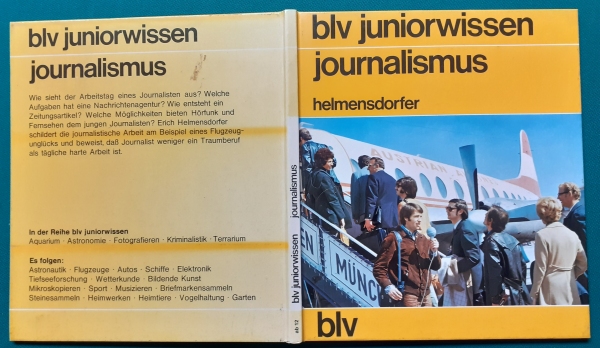 blv juniorwissen
journalismus
Wie sieht der Arbeitstag eines Journalisten aus? Welche
Aufgaben hat eine Nachrichtenagentur? Wie entsteht ein
Zeitungsartikel? Welche Möglichkeiten bieten Hörfunk und
Fernsehen dem jungen Journalisten? Erich Helmensdorfer
schildert die journalistische Arbeit am Beispiel eines Flugzeug-
unglücks und beweist, daß Journalist weniger ein Traumberuf
als tägliche harte Arbeit ist.
In der Reihe blv juniorwissen
Aquarium · Astronomie · Fotografieren · Kriminalistik · Terrarium
Es folgen:
Astronautik · Flugzeuge · Autos · Schiffe · Elektronik
Tiefseeforschung · Wetterkunde · Bildende Kunst
Mikroskopieren · Sport · Musizieren · Briefmarkensammeln
Steinesammeln · Heimwerken · Heimtiere · Vogelhaltung · Garten
blv juniorwissen journalismus
blv juniorwissen
journalismus
helmensdorfer
AUSTRIAN
MÜNC
blv